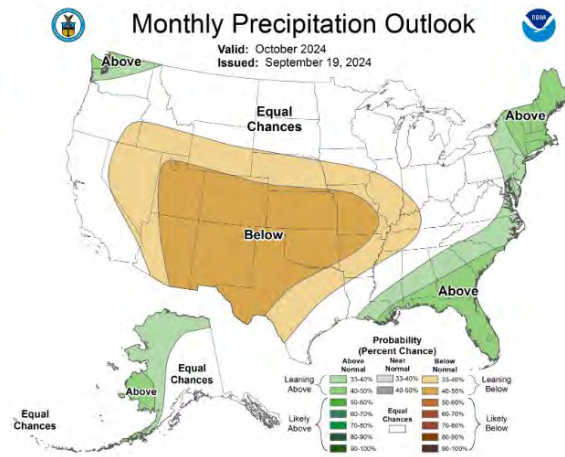 Monthly Precipitation Outlook
Valid: October 2024
Issued: September 19, 2024
Above
Equal
Chances
Above
Below
Above
Equal
Chances
Above
Equal
Chances
Probability
(Percent Chance)
Above
Normal
Near
Normal
Below
Normal
Leaning
Above
33-40%
33-40%
33-40%
Leaning
Below
40-50%
40-50%
40-50%
Likely
Above
50-60%
60-70%
70-80%
80-90%
90-100%
Equal
Chances
50-60%
60-70%
70-80%
80-90%
90-100%
Likely
Below
NOAA